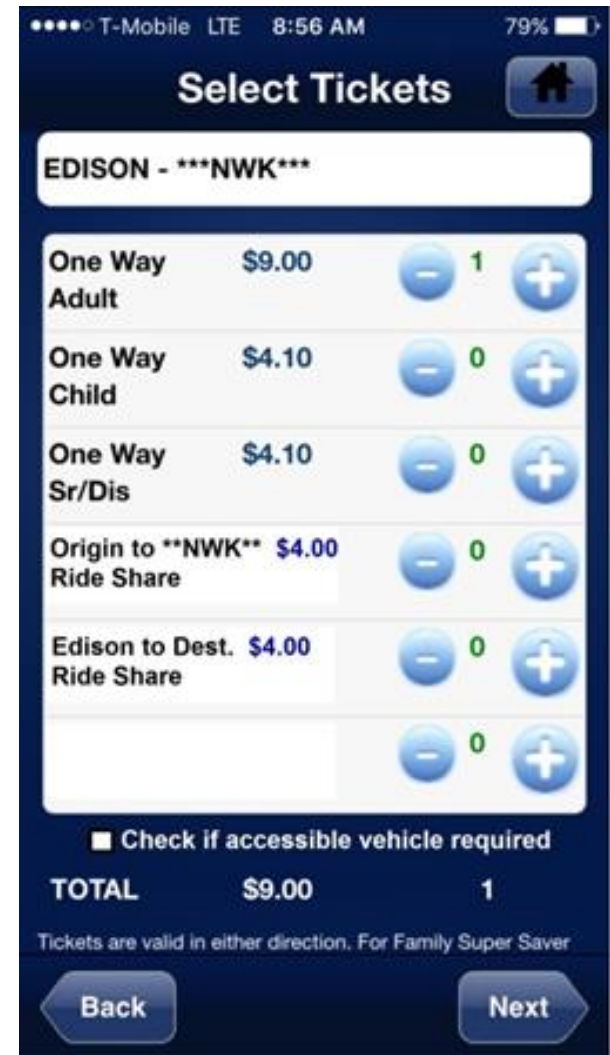 T-Mobile LTE 8:56 AM 79%
Select Tickets
EDISON - ***NWK***
One Way $9.00 - 1 +
Adult
One Way $4.10 - 0 +
Child
One Way $4.10 - 0 +
Sr/Dis
Origin to **NWK** $4.00 - 0 +
Ride Share
Edison to Dest. $4.00 - 0 +
Ride Share
- 0 +
Check if accessible vehicle required
TOTAL $9.00 1
Tickets are valid in either direction. For Family Super Saver
Back Next